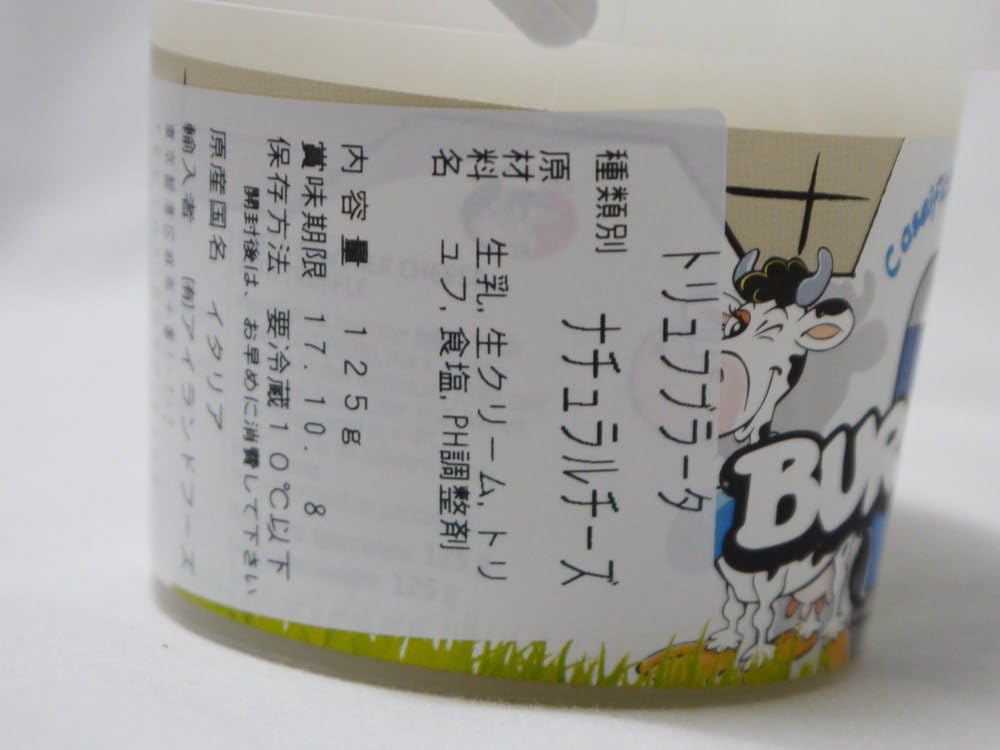 トリュフブラータ
種類別 ナチュラルチーズ
原材料名 生乳, 生クリーム, トリ
ュフ, 食塩, PH調整剤
内容量 125g
賞味期限 17.10. 8
保存方法 要冷蔵10℃以下
開封後は、お早めに消費して下さい
原産国名 イタリア
輸入者 (有)アイランドフーズ
BUR